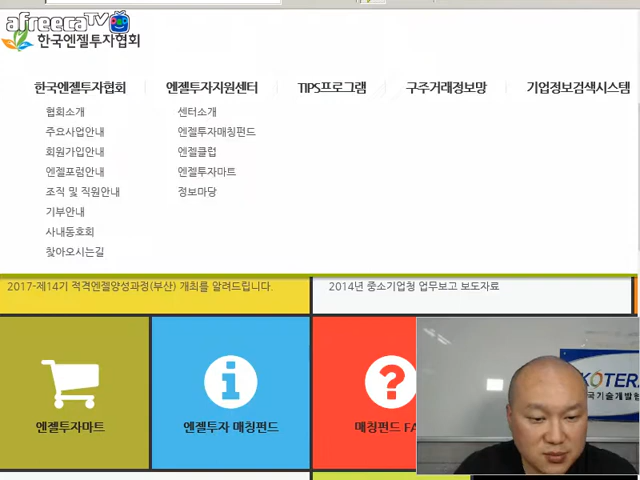 afreecaTV
한국엔젤투자협회
한국엔젤투자협회 엔젤투자지원센터 TIPS프로그램 구주거래정보망 기업정보검색시스템
협회소개
주요사업안내
회원가입안내
엔젤포럼안내
조직 및 직원안내
기부안내
사내동호회
찾아오시는길
센터소개
엔젤투자매칭펀드
엔젤클럽
엔젤투자마트
정보마당
2017-제14기 적격엔젤양성과정(부산) 개최를 알려드립니다.
2014년 중소기업청 업무보고 보도자료
엔젤투자마트
엔젤투자 매칭펀드
매칭펀드 FA
KOTER
국기술개발